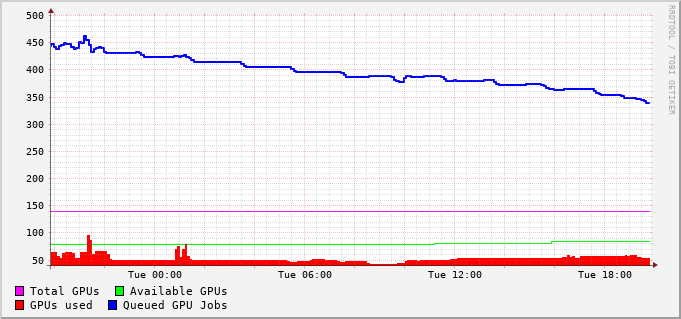 500
450
400
350
300
250
200
150
100
50
Tue 00:00 Tue 06:00 Tue 12:00 Tue 18:00
Total GPUs Available GPUs
GPUs used Queued GPU Jobs
RRDTOOL / TOBI OETIKER